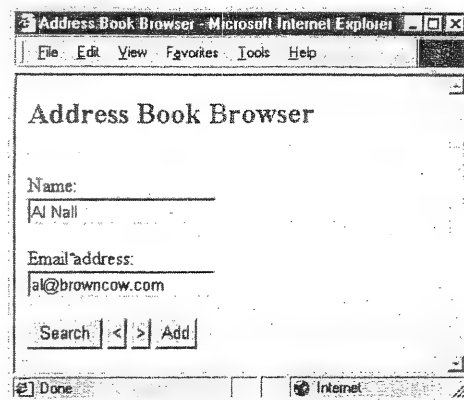 Address Book Browser - Microsoft Internet Explorer
File Edit View Favorites Tools Help
Address Book Browser
Name:
Al Nall
Email address:
al@browncow.com
Search < > Add
Done Internet